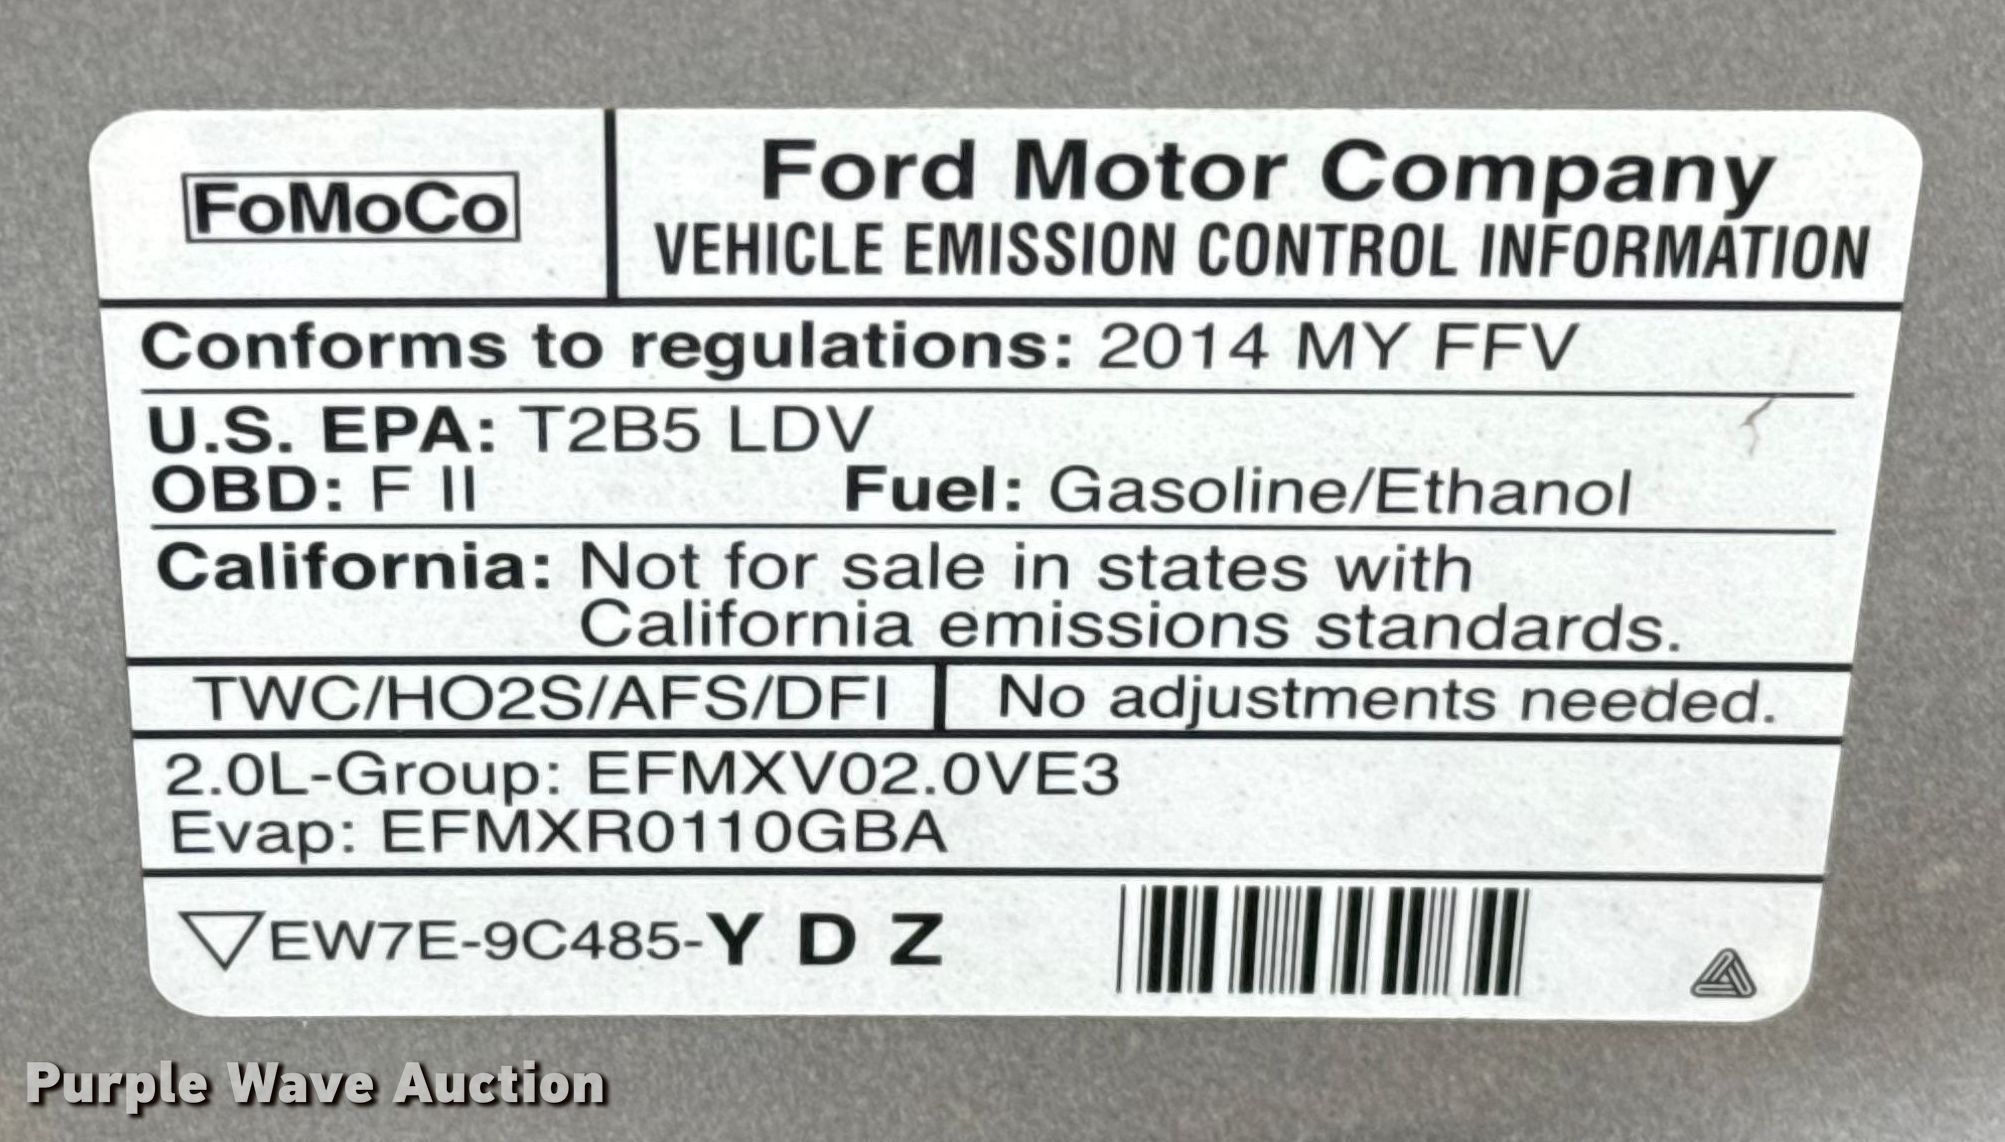 FoMoCo
Ford Motor Company
VEHICLE EMISSION CONTROL INFORMATION
Conforms to regulations: 2014 MY FFV
U.S. EPA: T2B5 LDV
OBD: F II Fuel: Gasoline/Ethanol
California: Not for sale in states with
California emissions standards.
TWC/HO2S/AFS/DFI No adjustments needed.
2.0L-Group: EFMXV02.0VE3
Evap: EFMXR0110GBA
EW7E-9C485-Y D Z
Purple Wave Auction